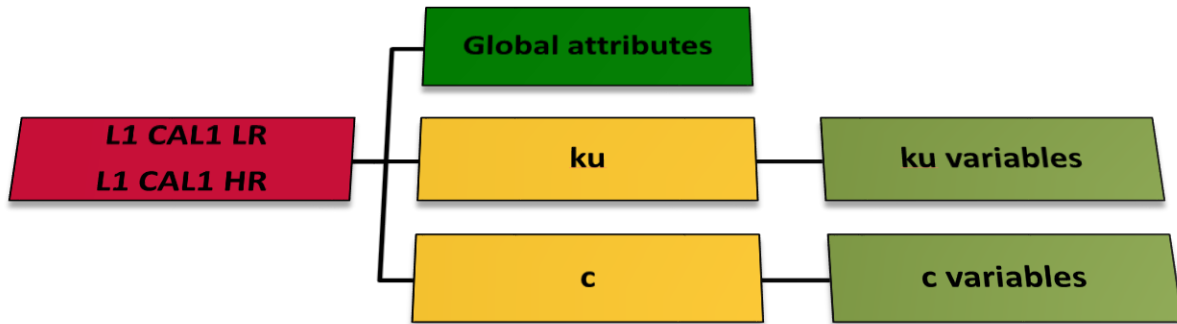 Global attributes
L1 CAL1 LR
L1 CAL1 HR
ku
ku variables
c
c variables